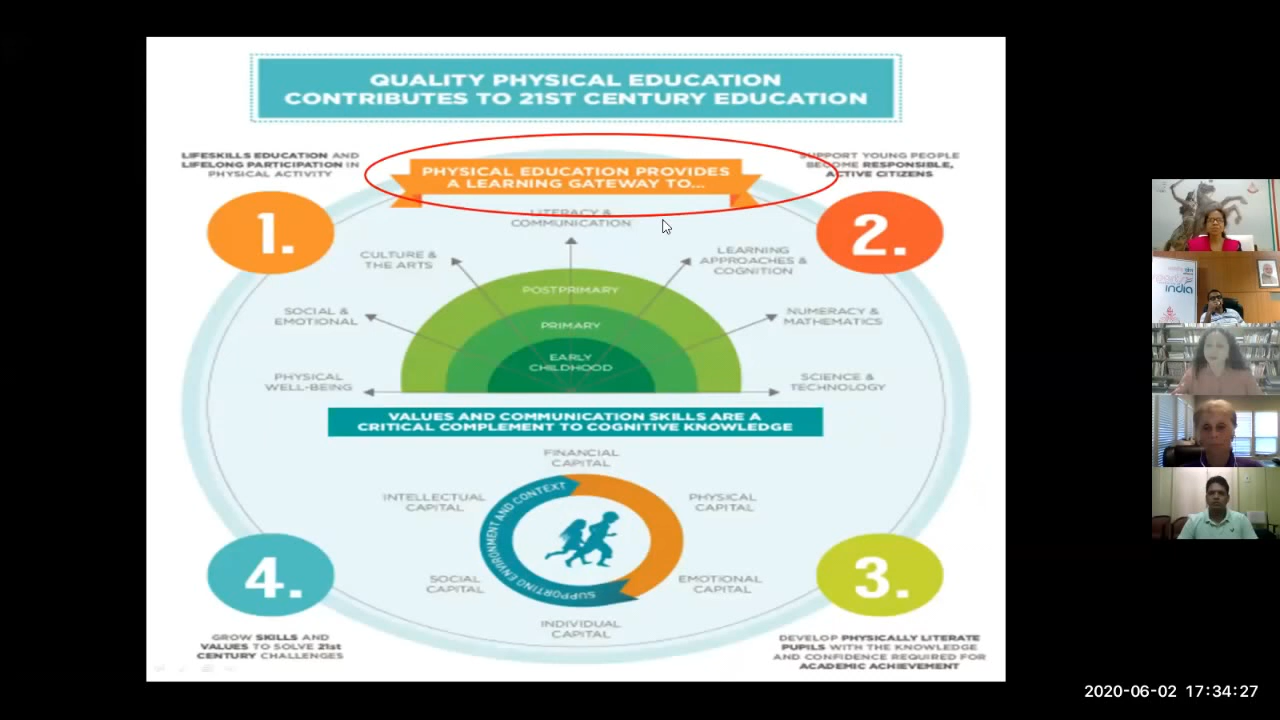 QUALITY PHYSICAL EDUCATION
CONTRIBUTES TO 21ST CENTURY EDUCATION
LIFESKILLS EDUCATION AND
LIFELONG PARTICIPATION IN
PHYSICAL ACTIVITY
1.
PHYSICAL EDUCATION PROVIDES
A LEARNING GATEWAY TO...
SUPPORT YOUNG PEOPLE
BECOME RESPONSIBLE,
ACTIVE CITIZENS
2.
LITERACY &
COMMUNICATION
CULTURE &
THE ARTS
LEARNING
APPROACHES &
COGNITION
SOCIAL &
EMOTIONAL
NUMERACY &
MATHEMATICS
PHYSICAL
WELL-BEING
SCIENCE &
TECHNOLOGY
POSTPRIMARY
PRIMARY
EARLY
CHILDHOOD
VALUES AND COMMUNICATION SKILLS ARE A
CRITICAL COMPLEMENT TO COGNITIVE KNOWLEDGE
FINANCIAL
CAPITAL
INTELLECTUAL
CAPITAL
PHYSICAL
CAPITAL
SUPPORTING ENVIRONMENT AND CONTEXT
SOCIAL
CAPITAL
EMOTIONAL
CAPITAL
INDIVIDUAL
CAPITAL
4.
GROW SKILLS AND
VALUES TO SOLVE 21st
CENTURY CHALLENGES
3.
DEVELOP PHYSICALLY LITERATE
PUPILS WITH THE KNOWLEDGE
AND CONFIDENCE REQUIRED FOR
ACADEMIC ACHIEVEMENT
india
2020-06-02 17:34:27